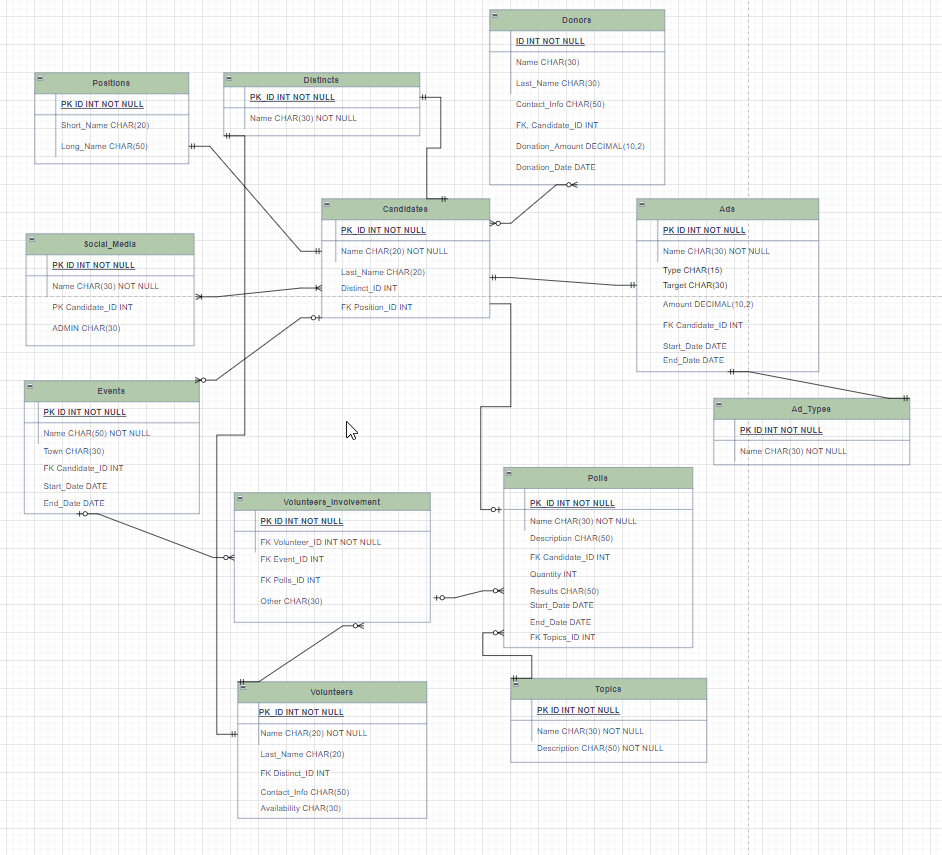 Donors
ID INT NOT NULL
Name CHAR(30)
Last_Name CHAR(30)
Contact_Info CHAR(50)
FK, Candidate_ID INT
Donation_Amount DECIMAL(10,2)
Donation_Date DATE
Positions
PK ID INT NOT NULL
Short_Name CHAR(20)
Long_Name CHAR(50)
Distincts
PK_ID INT NOT NULL
Name CHAR(30) NOT NULL
Candidates
PK_ID INT NOT NULL
Name CHAR(20) NOT NULL
Last_Name CHAR(20)
Distinct_ID INT
FK Position_ID INT
Ads
PK ID INT NOT NULL
Name CHAR(30) NOT NULL
Type CHAR(15)
Target CHAR(30)
Amount DECIMAL(10,2)
FK Candidate_ID INT
Start_Date DATE
End_Date DATE
Social_Media
PK ID INT NOT NULL
Name CHAR(30) NOT NULL
PK Candidate_ID INT
ADMIN CHAR(30)
Events
PK ID INT NOT NULL
Name CHAR(50) NOT NULL
Town CHAR(30)
FK Candidate_ID INT
Start_Date DATE
End_Date DATE
Ad_Types
PK ID INT NOT NULL
Name CHAR(30) NOT NULL
Volunteers_Involvement
PK ID INT NOT NULL
FK Volunteer_ID INT NOT NULL
FK Event_ID INT
FK Polls_ID INT
Other CHAR(30)
Polls
PK_ID INT NOT NULL
Name CHAR(30) NOT NULL
Description CHAR(50)
FK Candidate_ID INT
Quantity INT
Results CHAR(50)
Start_Date DATE
End_Date DATE
FK Topics_ID INT
Volunteers
PK_ID INT NOT NULL
Name CHAR(20) NOT NULL
Last_Name CHAR(20)
FK Distinct_ID INT
Contact_Info CHAR(50)
Availability CHAR(30)
Topics
PK ID INT NOT NULL
Name CHAR(30) NOT NULL
Description CHAR(50) NOT NULL